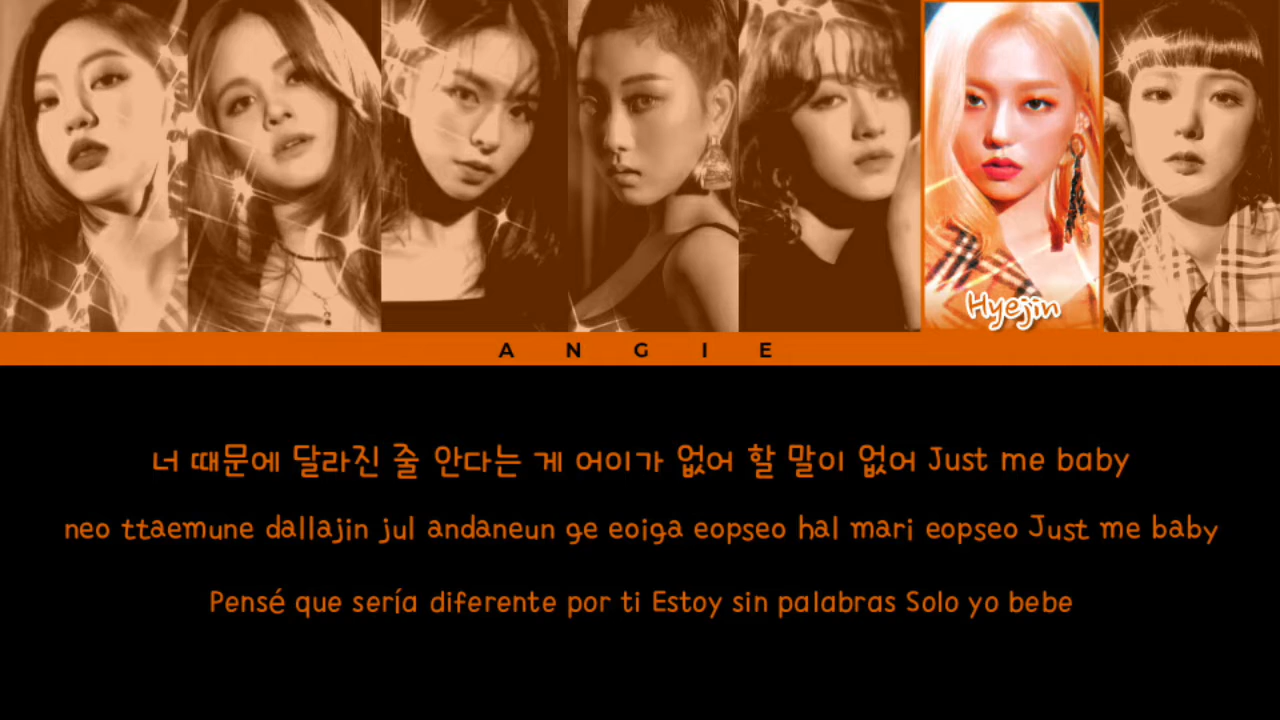 Hyejin
A N G I E
너 때문에 달라진 줄 안다는 게 어이가 없어 할 말이 없어 Just me baby
neo ttaemune dallajin jul andaneun ge eoiga eopseo hal mari eopseo Just me baby
Pensé que sería diferente por ti Estoy sin palabras Solo yo bebe